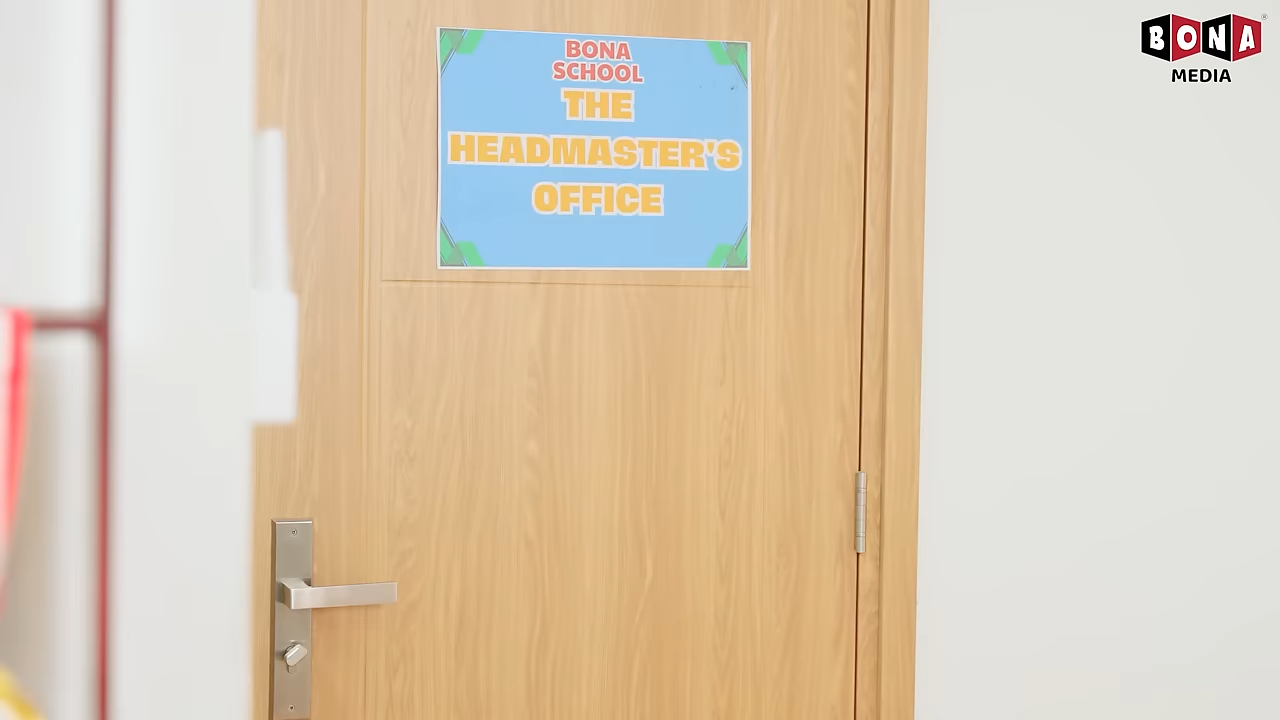 BONA
SCHOOL
THE
HEADMASTER'S
OFFICE
BONA
MEDIA